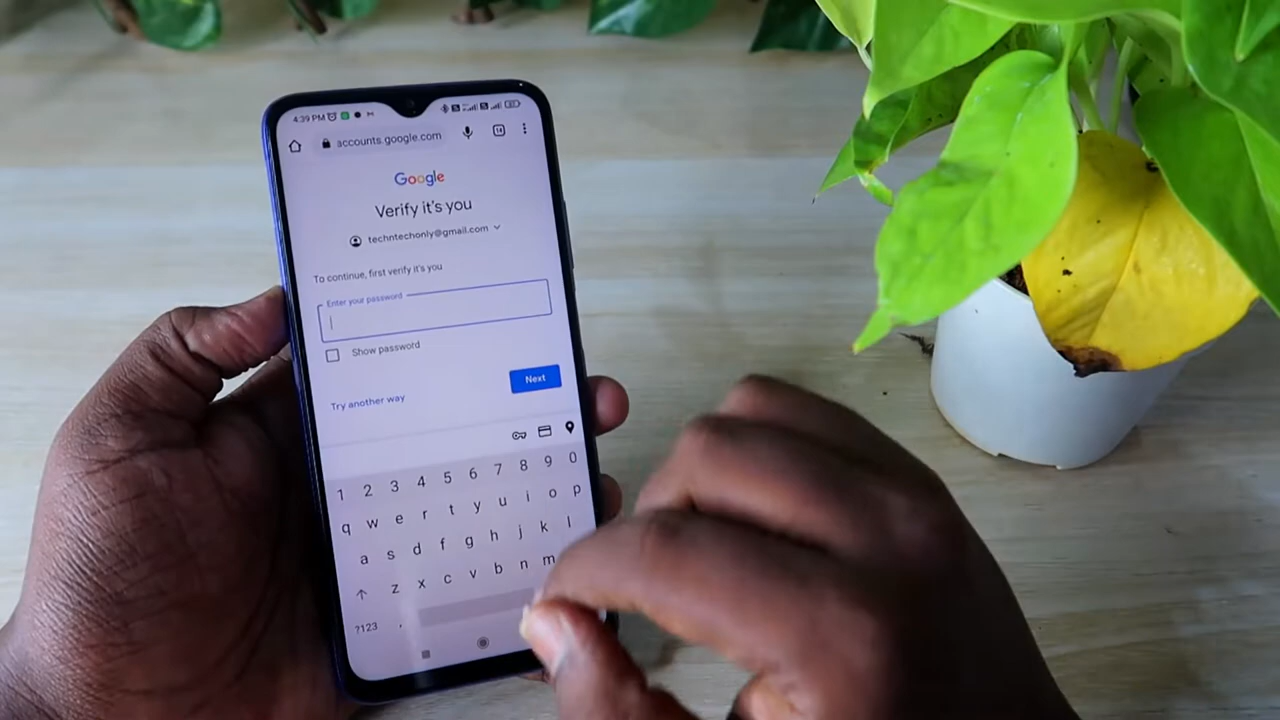 4:39 PM
accounts.google.com
14
Google
Verify it's you
techntechonly@gmail.com
To continue, first verify it's you
Enter your password
Show password
Next
Try another way
1 2 3 4 5 6 7 8 9 0
q w e r t y u i o p
a s d f g h j k l
z x c v b n m
?123 ,